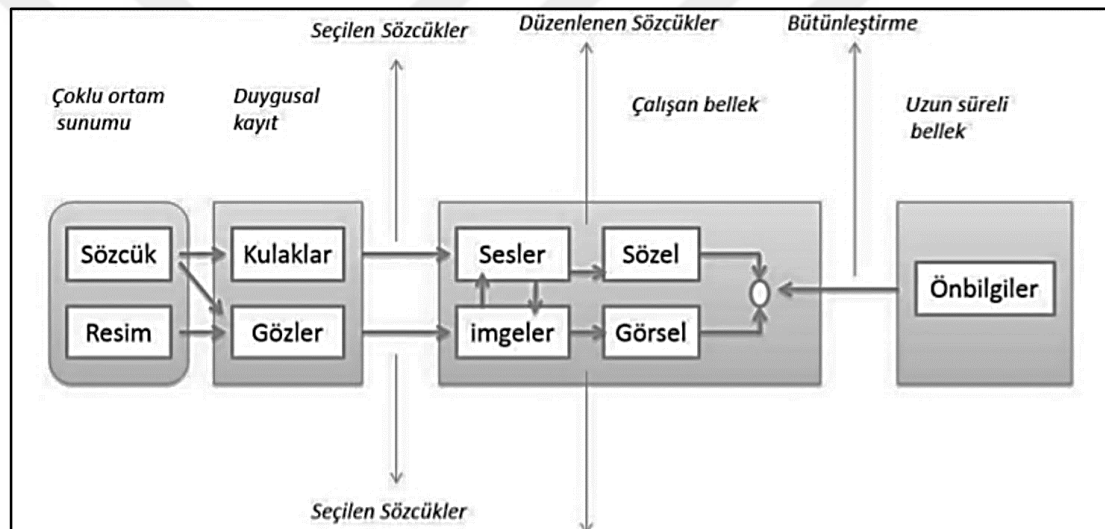 Seçilen Sözcükler
Düzenlenen Sözcükler
Bütünleştirme
Çoklu ortam
sunumu
Duygusal
kayıt
Çalışan bellek
Uzun süreli
bellek
Sözcük
Kulaklar
Sesler
Sözel
Önbilgiler
Resim
Gözler
imgeler
Görsel
Seçilen Sözcükler